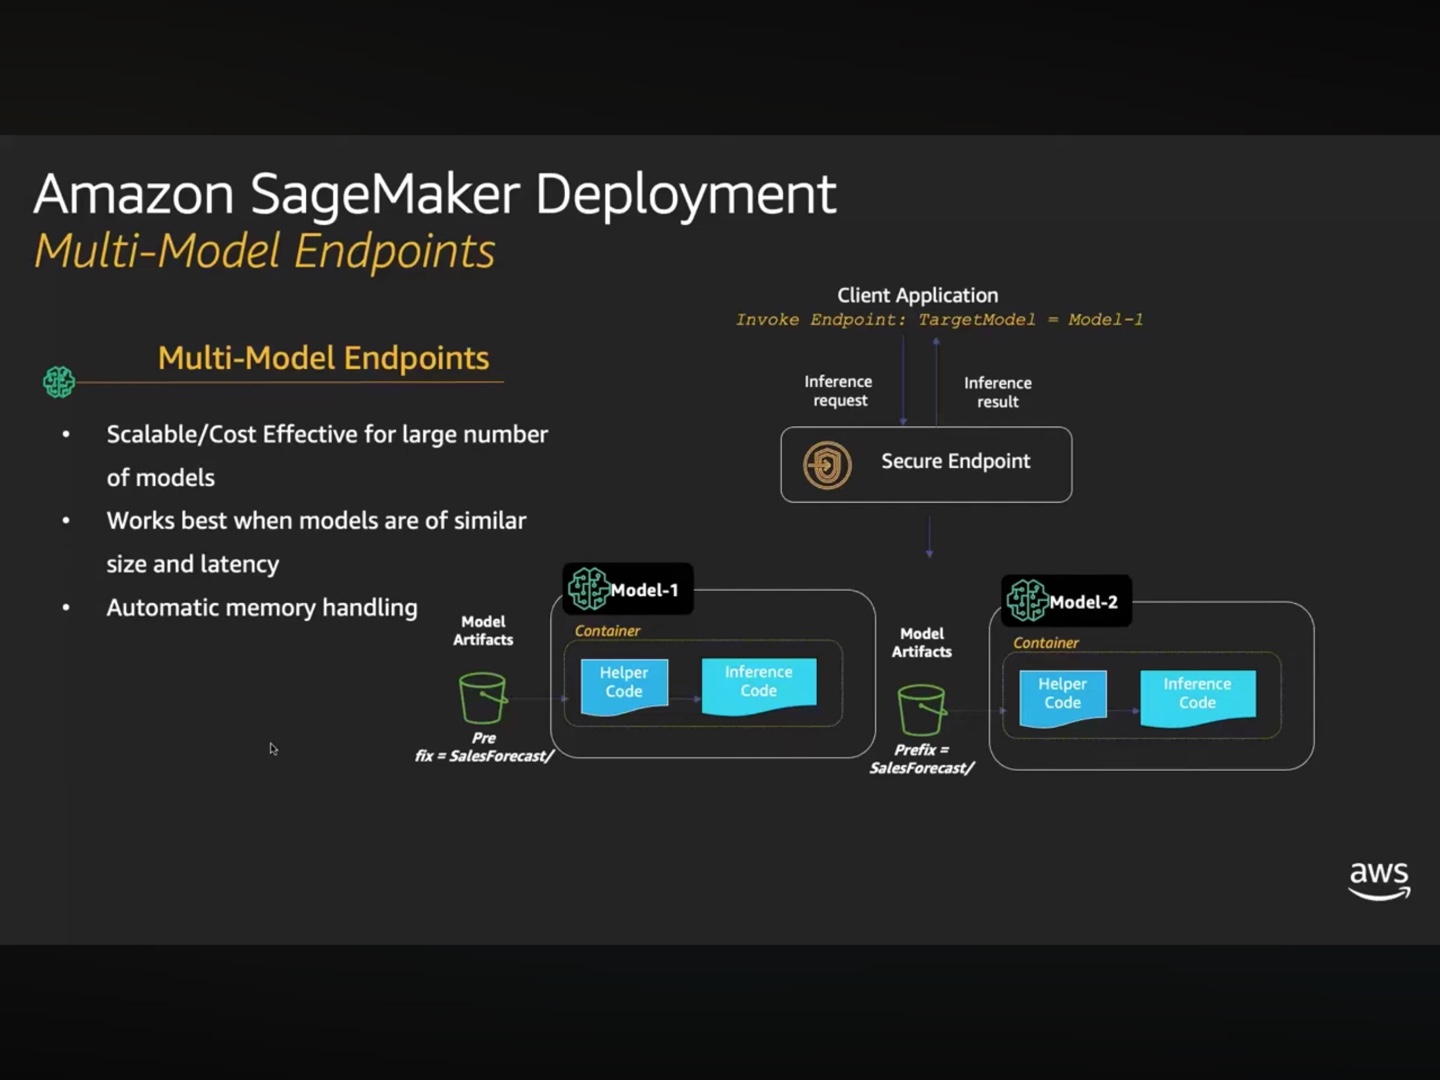 Amazon SageMaker Deployment
Multi-Model Endpoints
Multi-Model Endpoints
• Scalable/Cost Effective for large number
of models
• Works best when models are of similar
size and latency
• Automatic memory handling
Client Application
Invoke Endpoint: TargetModel = Model-1
Inference
request
Inference
result
Secure Endpoint
Model-1
Container
Model
Artifacts
Helper
Code
Inference
Code
Pre
fix = SalesForecast/
Model-2
Container
Model
Artifacts
Helper
Code
Inference
Code
Prefix =
SalesForecast/
aws